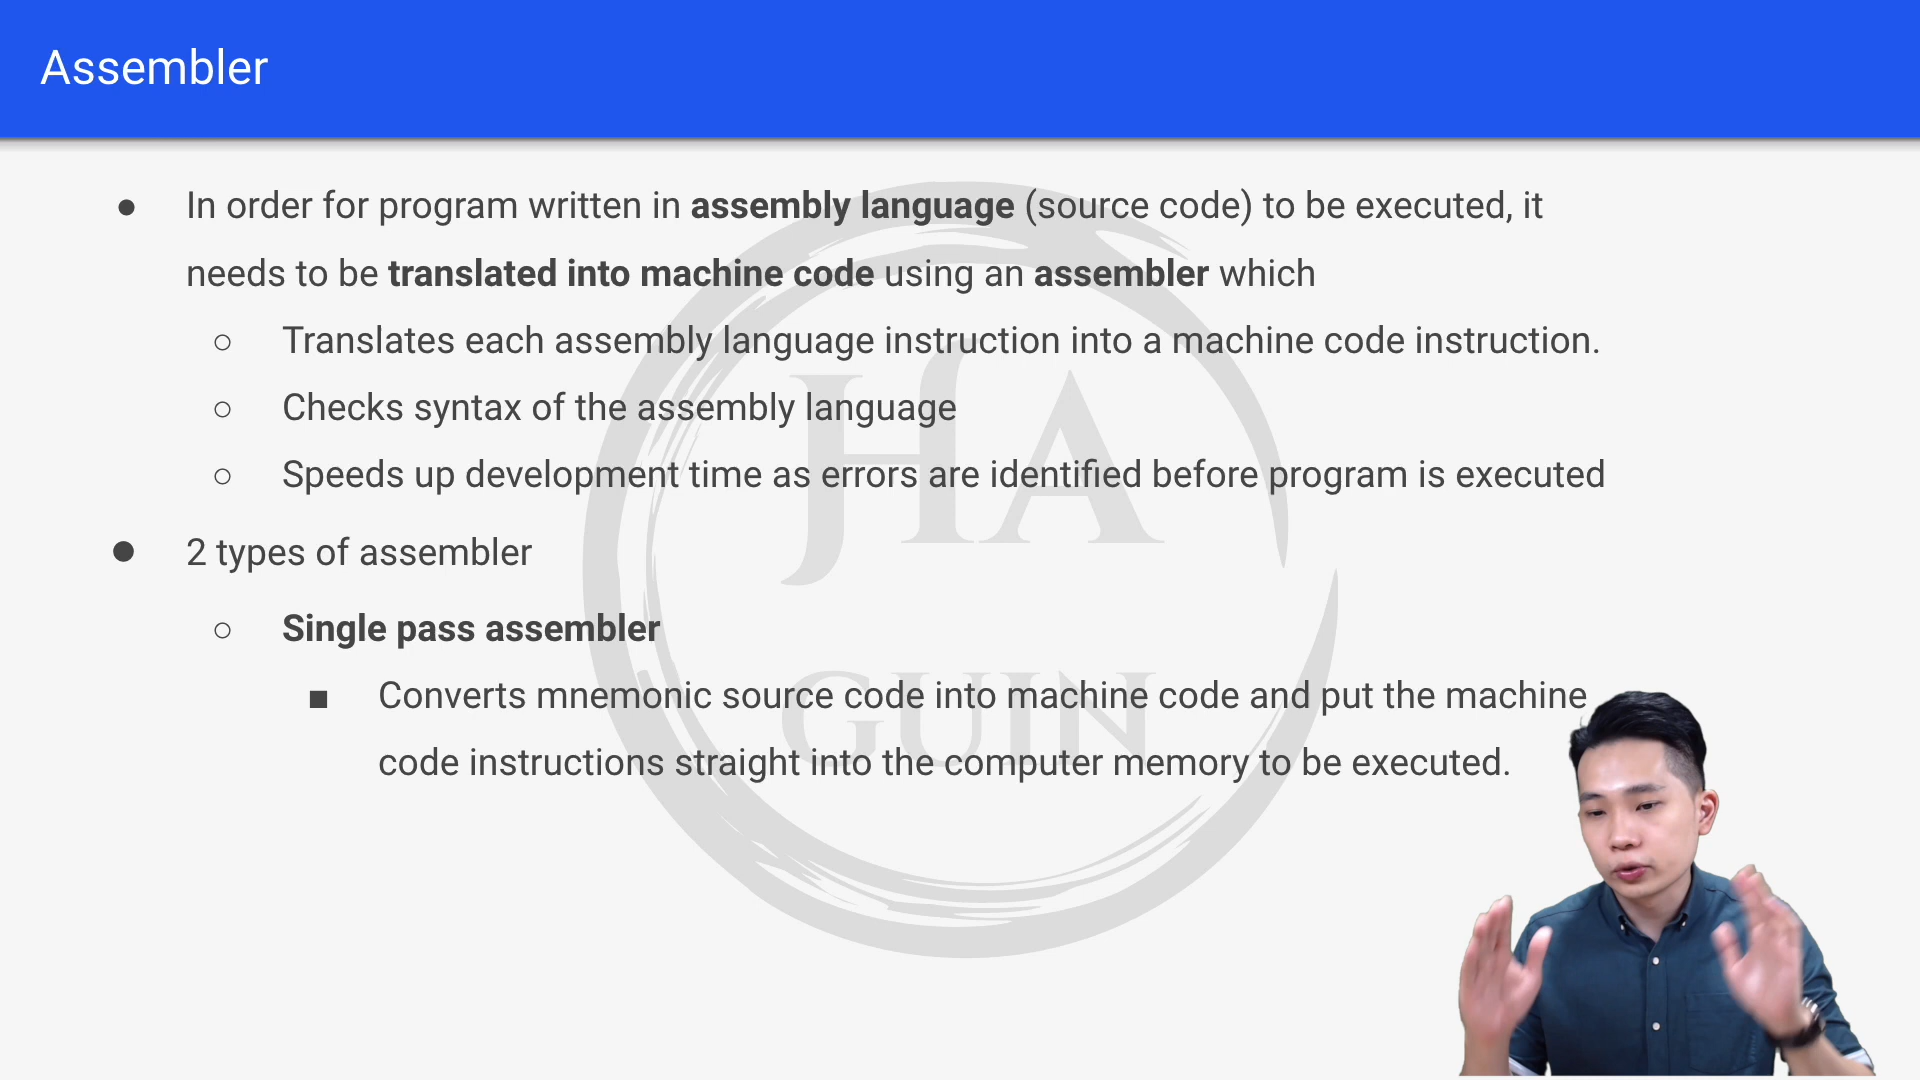 Assembler
● In order for program written in assembly language (source code) to be executed, it
needs to be translated into machine code using an assembler which
○ Translates each assembly language instruction into a machine code instruction.
○ Checks syntax of the assembly language
○ Speeds up development time as errors are identified before program is executed
● 2 types of assembler
○ Single pass assembler
■ Converts mnemonic source code into machine code and put the machine
code instructions straight into the computer memory to be executed.
JHA
GUIN